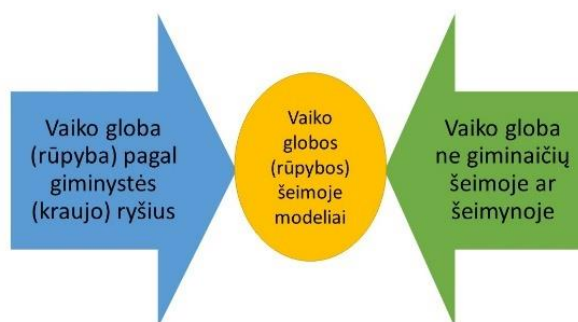 Vaiko globa
(rūpyba) pagal
giminystės
(kraujo) ryšius
Vaiko
globos
(rūpybos)
šeimoje
modeliai
Vaiko globa
ne giminaičių
šeimoje ar
šeimynoje